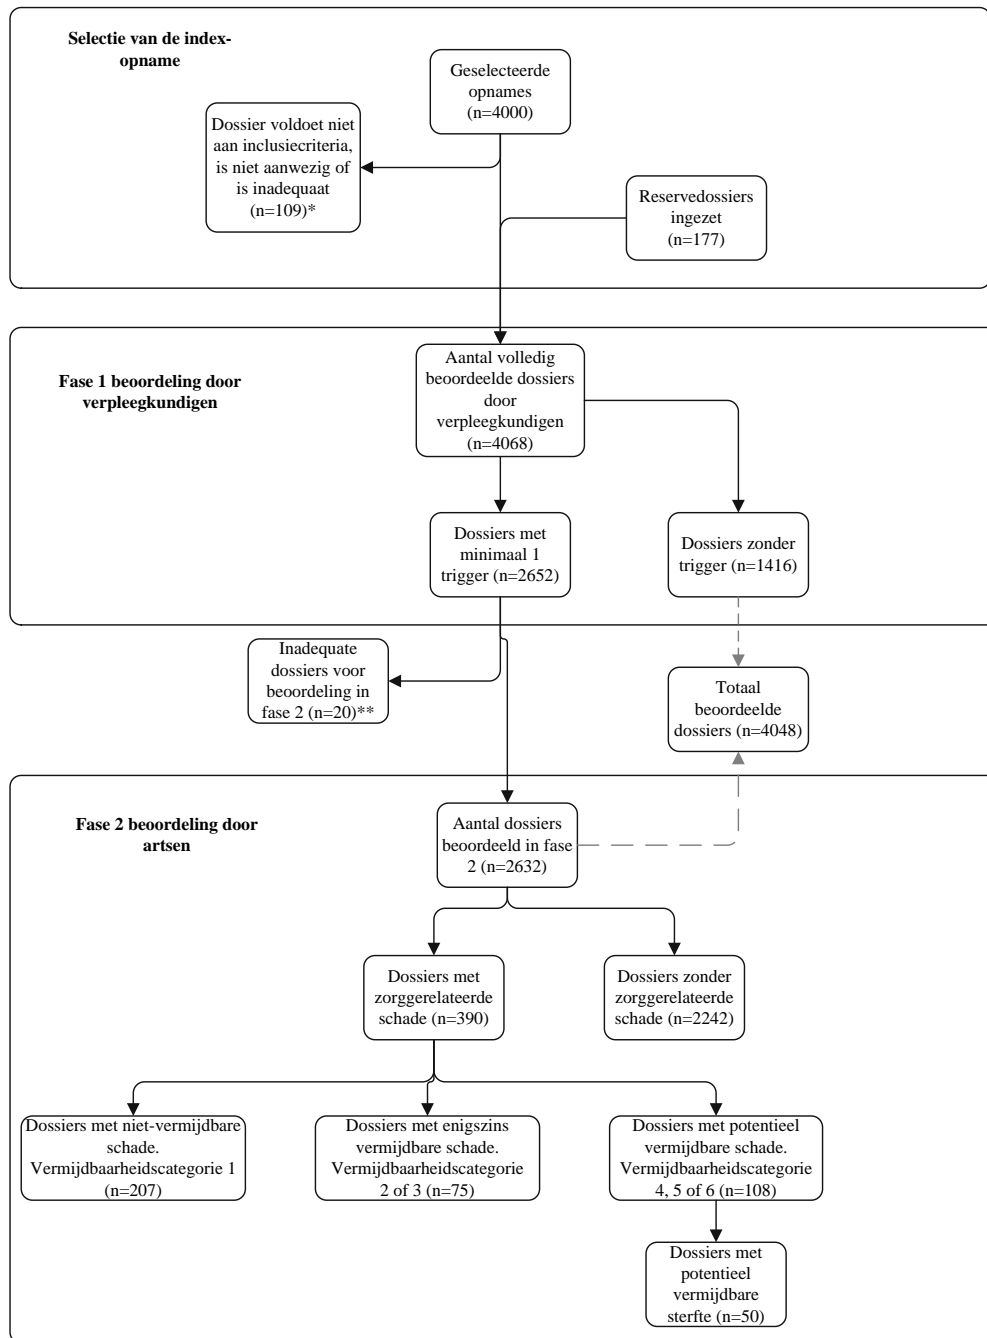 Selectie van de index-
opname
Geselecteerde
opnames
(n=4000)
Dossier voldoet niet
aan inclusiecriteria,
is niet aanwezig of
is inadequaat
(n=109)*
Reservedossiers
ingezet
(n=177)
Fase 1 beoordeling door
verpleegkundigen
Aantal volledig
beoordeelde dossiers
door
verpleegkundigen
(n=4068)
Dossiers met
minimaal 1
trigger (n=2652)
Dossiers zonder
trigger (n=1416)
Inadequate
dossiers voor
beoordeling in
fase 2 (n=20)**
Totaal
beoordeelde
dossiers (n=4048)
Fase 2 beoordeling door
artsen
Aantal dossiers
beoordeeld in fase
2 (n=2632)
Dossiers met
zorggerelateerde
schade (n=390)
Dossiers zonder
zorggerelateerde
schade (n=2242)
Dossiers met niet-vermijdbare
schade.
Vermijdbaarheidscategorie 1
(n=207)
Dossiers met enigszins
vermijdbare schade.
Vermijdbaarheidscategorie
2 of 3 (n=75)
Dossiers met potentieel
vermijdbare schade.
Vermijdbaarheidscategorie
4, 5 of 6 (n=108)
Dossiers met
potentieel
vermijdbare
sterfte (n=50)